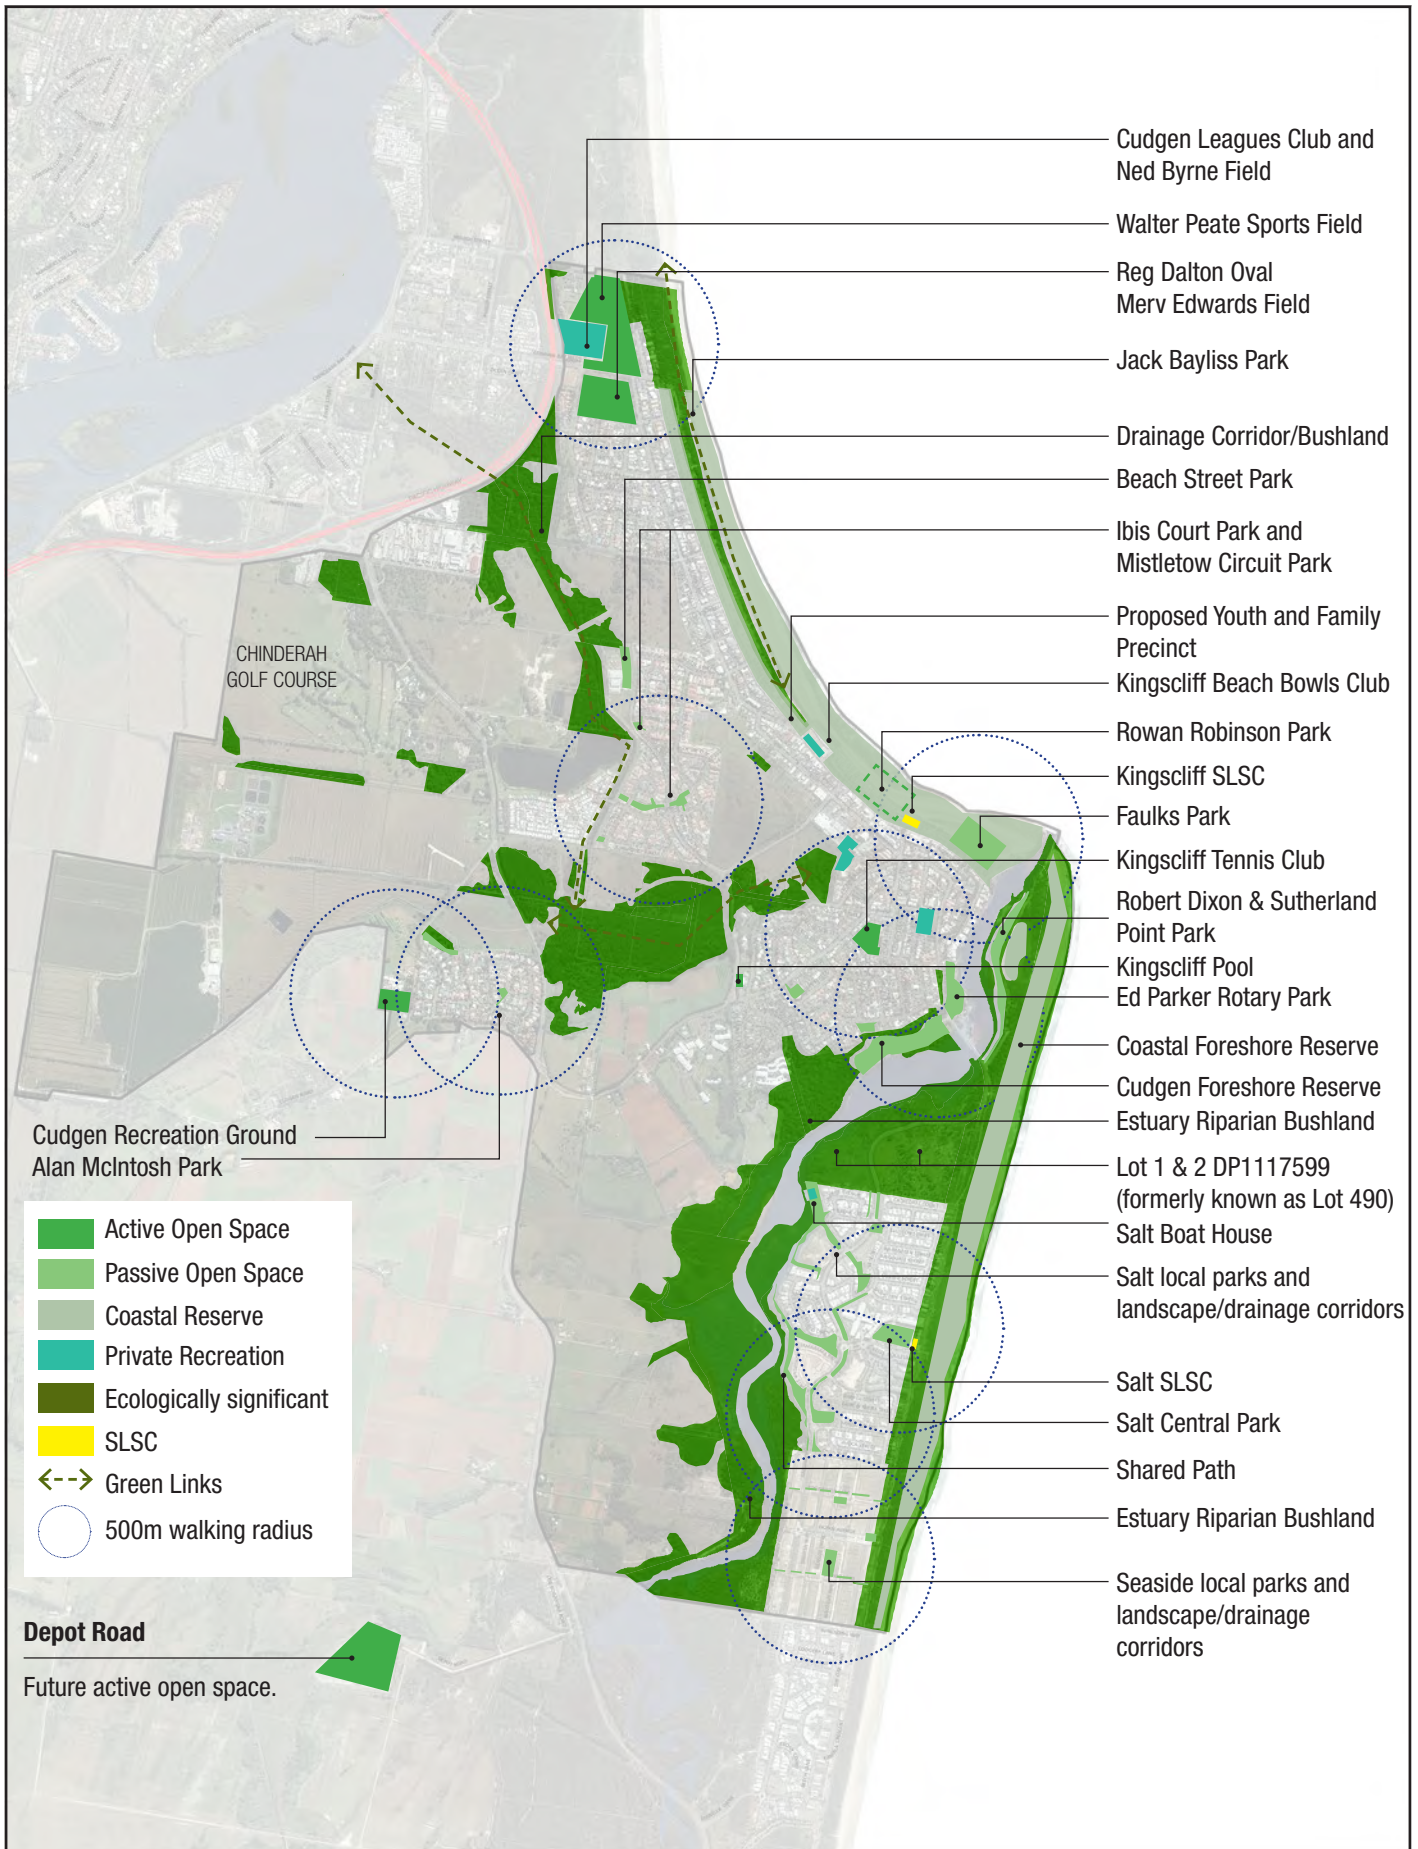 Cudgen Leagues Club and
Ned Byrne Field
Walter Peate Sports Field
Reg Dalton Oval
Merv Edwards Field
Jack Bayliss Park
Drainage Corridor/Bushland
Beach Street Park
Ibis Court Park and
Mistletow Circuit Park
Proposed Youth and Family
Precinct
Kingscliff Beach Bowls Club
Rowan Robinson Park
Kingscliff SLSC
Faulks Park
Kingscliff Tennis Club
Robert Dixon & Sutherland
Point Park
Kingscliff Pool
Ed Parker Rotary Park
Coastal Foreshore Reserve
Cudgen Foreshore Reserve
Estuary Riparian Bushland
Lot 1 & 2 DP1117599
(formerly known as Lot 490)
Salt Boat House
Salt local parks and
landscape/drainage corridors
Salt SLSC
Salt Central Park
Shared Path
Estuary Riparian Bushland
Seaside local parks and
landscape/drainage
corridors
CHINDERAH
GOLF COURSE
Cudgen Recreation Ground
Alan McIntosh Park
Active Open Space
Passive Open Space
Coastal Reserve
Private Recreation
Ecologically significant
SLSC
Green Links
500m walking radius
Depot Road
Future active open space.